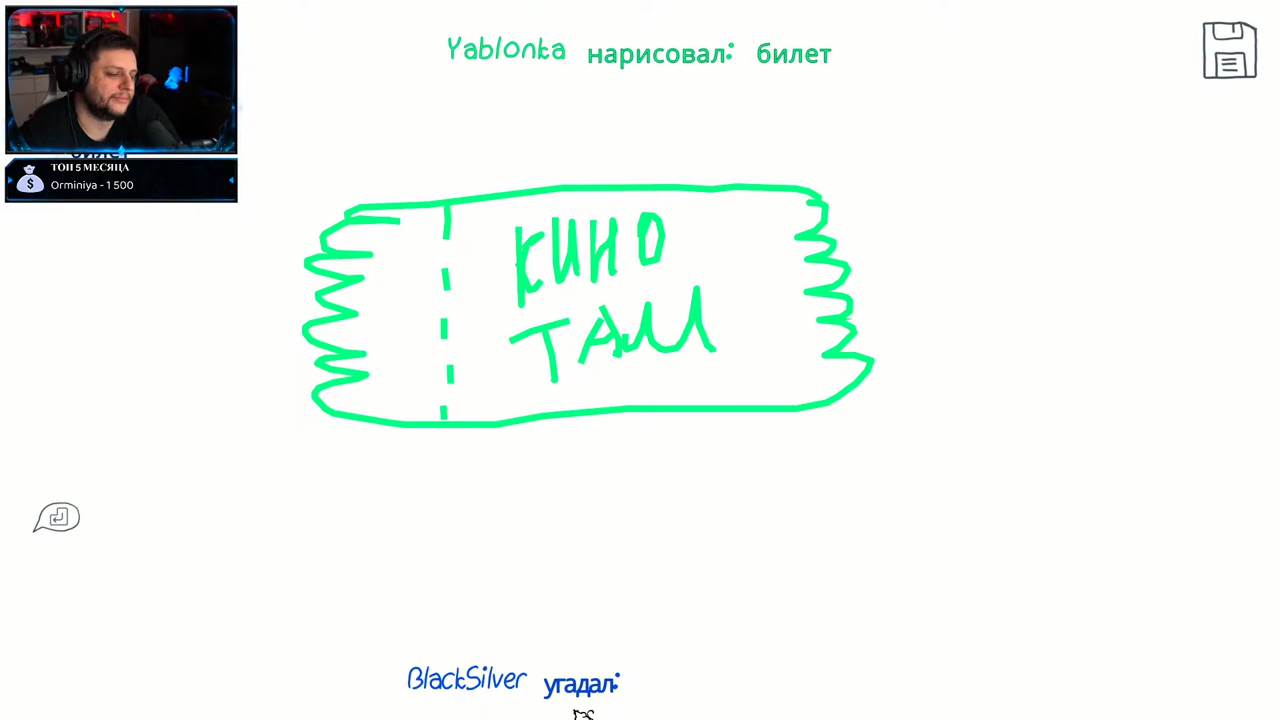 Yablonka нарисовал: билет
ТОП 5 МЕСЯЦА
Orminiya - 1 500
КИНО
ТАМ
BlackSilver угадал: